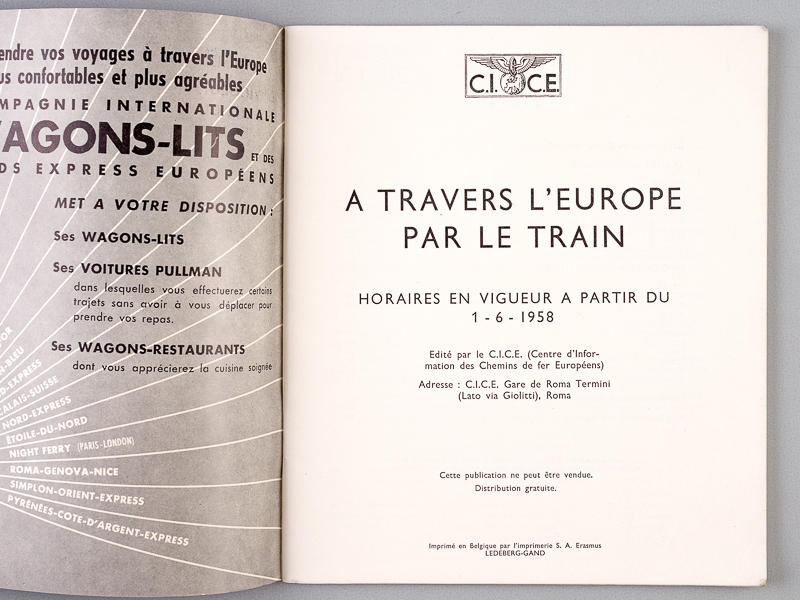 endre vos voyages à travers l'Europe
us confortables et plus agréables
MPAGNIE INTERNATIONALE
WAGONS-LITS ET DES
DS EXPRESS EUROPÉENS
MET A VOTRE DISPOSITION :
Ses WAGONS-LITS
Ses VOITURES PULLMAN
dans lesquelles vous effectuerez certains
trajets sans avoir à vous déplacer pour
prendre vos repas.
Ses WAGONS-RESTAURANTS
dont vous apprécierez la cuisine soignée
D'OR
N-BLEU
D-EXPRESS
CALAIS-SUISSE
NORD-EXPRESS
ÉTOILE-DU-NORD
NIGHT FERRY (PARIS-LONDON)
ROMA-GENOVA-NICE
SIMPLON-ORIENT-EXPRESS
PYRÉNÉES-COTE-D'ARGENT-EXPRESS
C.I. C.E.
A TRAVERS L'EUROPE
PAR LE TRAIN
HORAIRES EN VIGUEUR A PARTIR DU
1 - 6 - 1958
Edité par le C.I.C.E. (Centre d'Infor-
mation des Chemins de fer Européens)
Adresse : C.I.C.E. Gare de Roma Termini
(Lato via Giolitti), Roma
Cette publication ne peut être vendue.
Distribution gratuite.
Imprimé en Belgique par l'imprimerie S. A. Erasmus
LEDEBERG-GAND